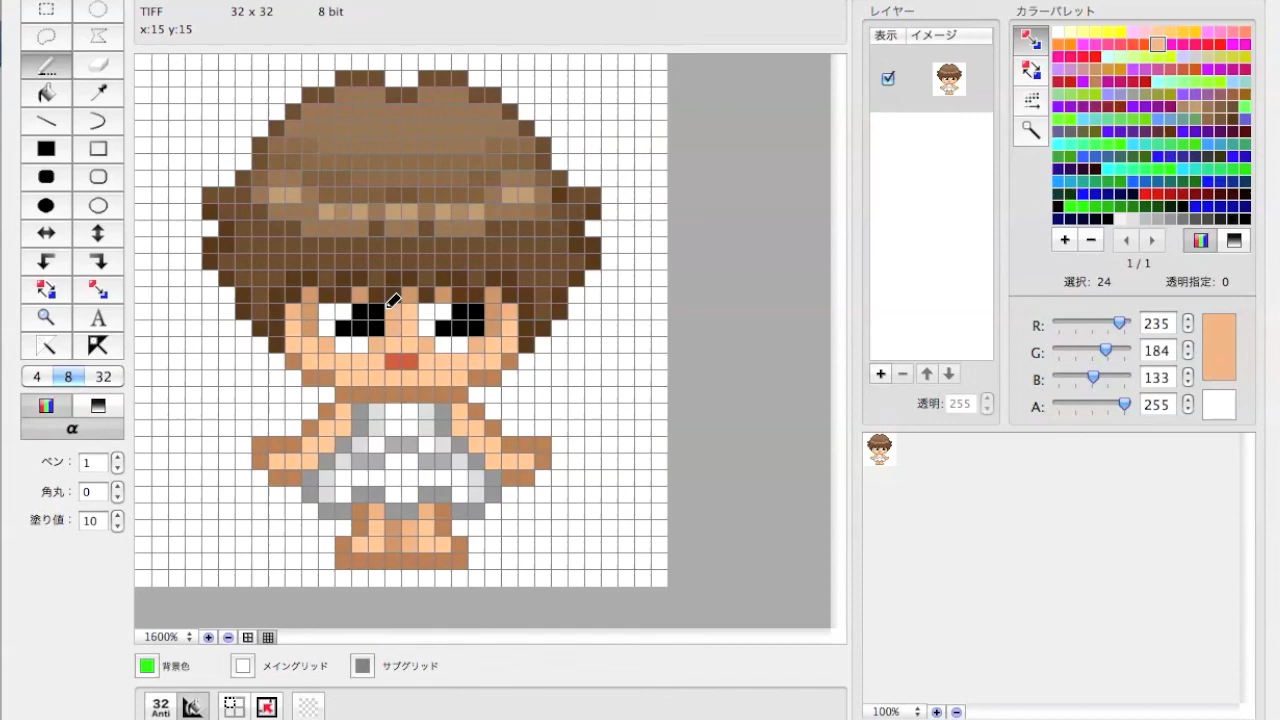 TIFF 32 x 32 8 bit
x:15 y:15
レイヤー
表示 イメージ
カラーパレット
1 / 1
選択: 24 透明指定: 0
R: 235
G: 184
B: 133
A: 255
透明: 255
A
4 8 32
α
ペン: 1
角丸: 0
塗り値: 10
1600%
背景色 メイングリッド サブグリッド
32
Anti
100%